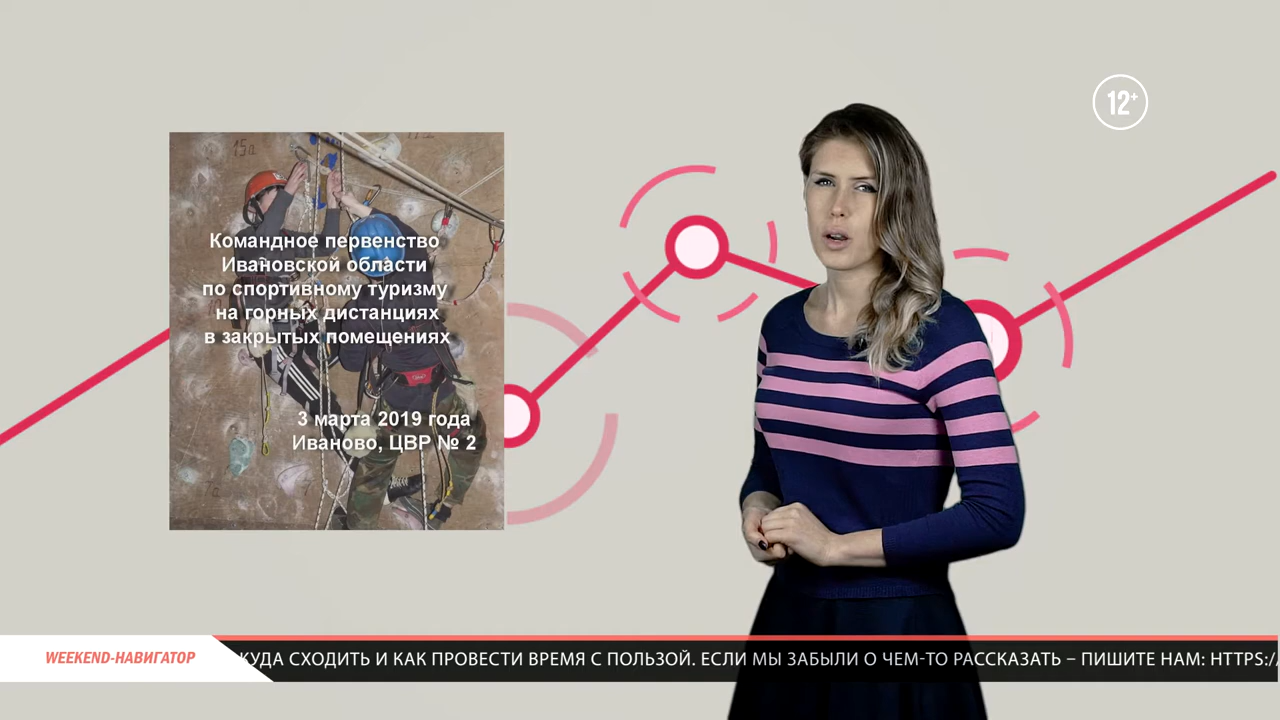 12+
15а
Командное первенство
Ивановской области
по спортивному туризму
на горных дистанциях
в закрытых помещениях
3 марта 2019 года
Иваново, ЦВР № 2
WEEKEND-НАВИГАТОР
КУДА СХОДИТЬ И КАК ПРОВЕСТИ ВРЕМЯ С ПОЛЬЗОЙ. ЕСЛИ МЫ ЗАБЫЛИ О ЧЕМ-ТО РАССКАЗАТЬ – ПИШИТЕ НАМ: HTTPS:/